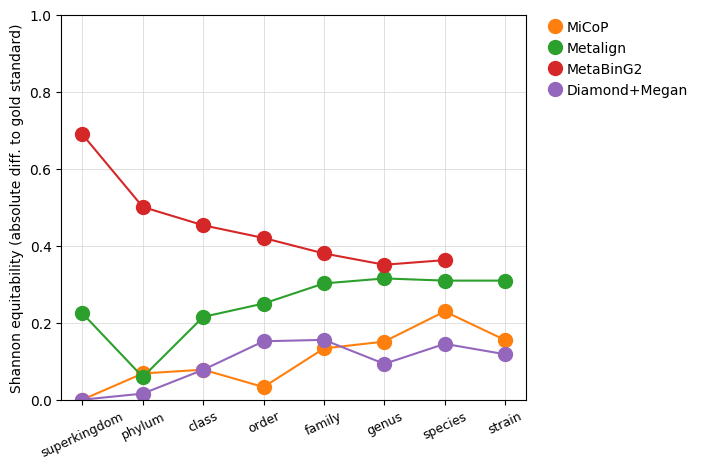 Shannon equitability (absolute diff. to gold standard)
1.0
0.8
0.6
0.4
0.2
0.0
superkingdom
phylum
class
order
family
genus
species
strain
MiCoP
Metalign
MetaBinG2
Diamond+Megan